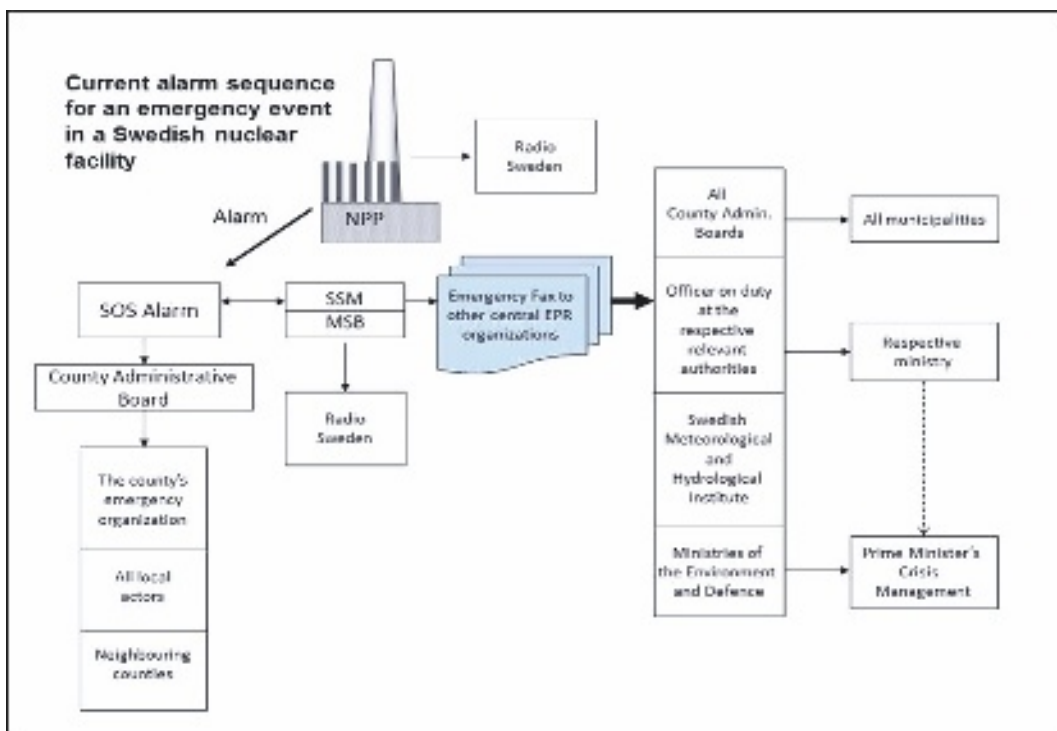 Current alarm sequence
for an emergency event
in a Swedish nuclear
facility
Alarm
NPP
Radio
Sweden
SOS Alarm
SSM
MSB
Emergency Fax to
other central EPR
organizations
County Administrative
Board
Radio
Sweden
The county's
emergency
organization
All local
actors
Neighbouring
counties
All
County Admin.
Boards
Officer on duty
at the
respective
relevant
authorities
Swedish
Meteorological
and
Hydrological
Institute
Ministries of
the Environment
and Defence
All municipalities
Respective
ministry
Prime Minister's
Crisis
Management